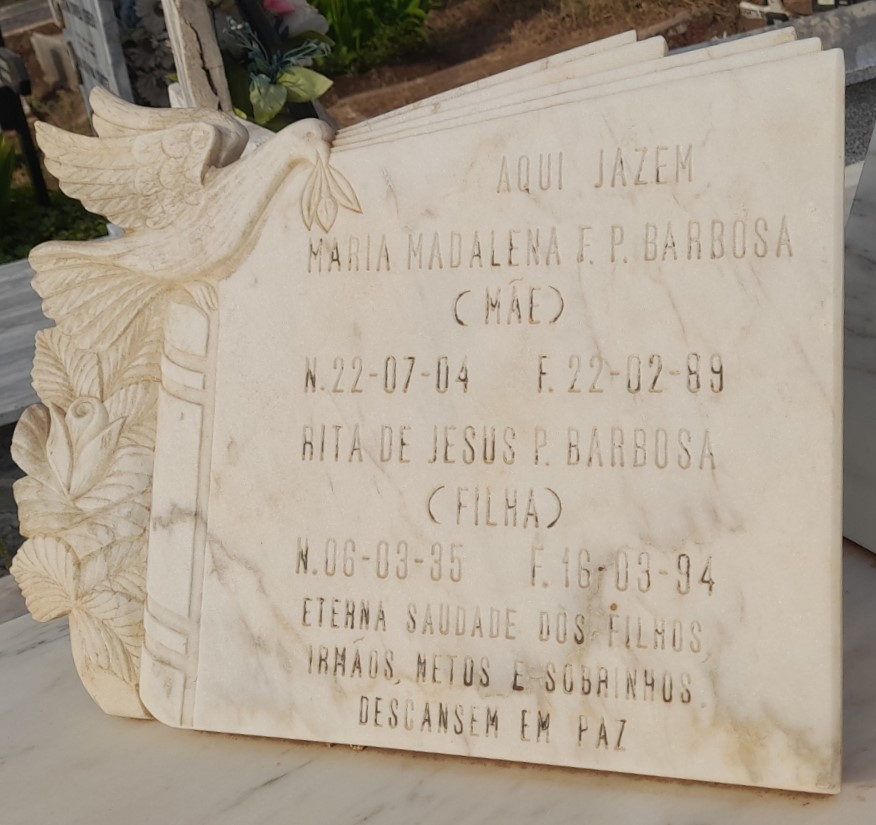 AQUI JAZEM
MARIA MADALENA F. P. BARBOSA
(MÃE)
N.22-07-04 F. 22-02-89
RITA DE JESUS P. BARBOSA
(FILHA)
N.06-03-35 F. 16-03-94
ETERNA SAUDADE DOS FILHOS,
IRMÃOS, NETOS E SOBRINHOS.
DESCANSEM EM PAZ